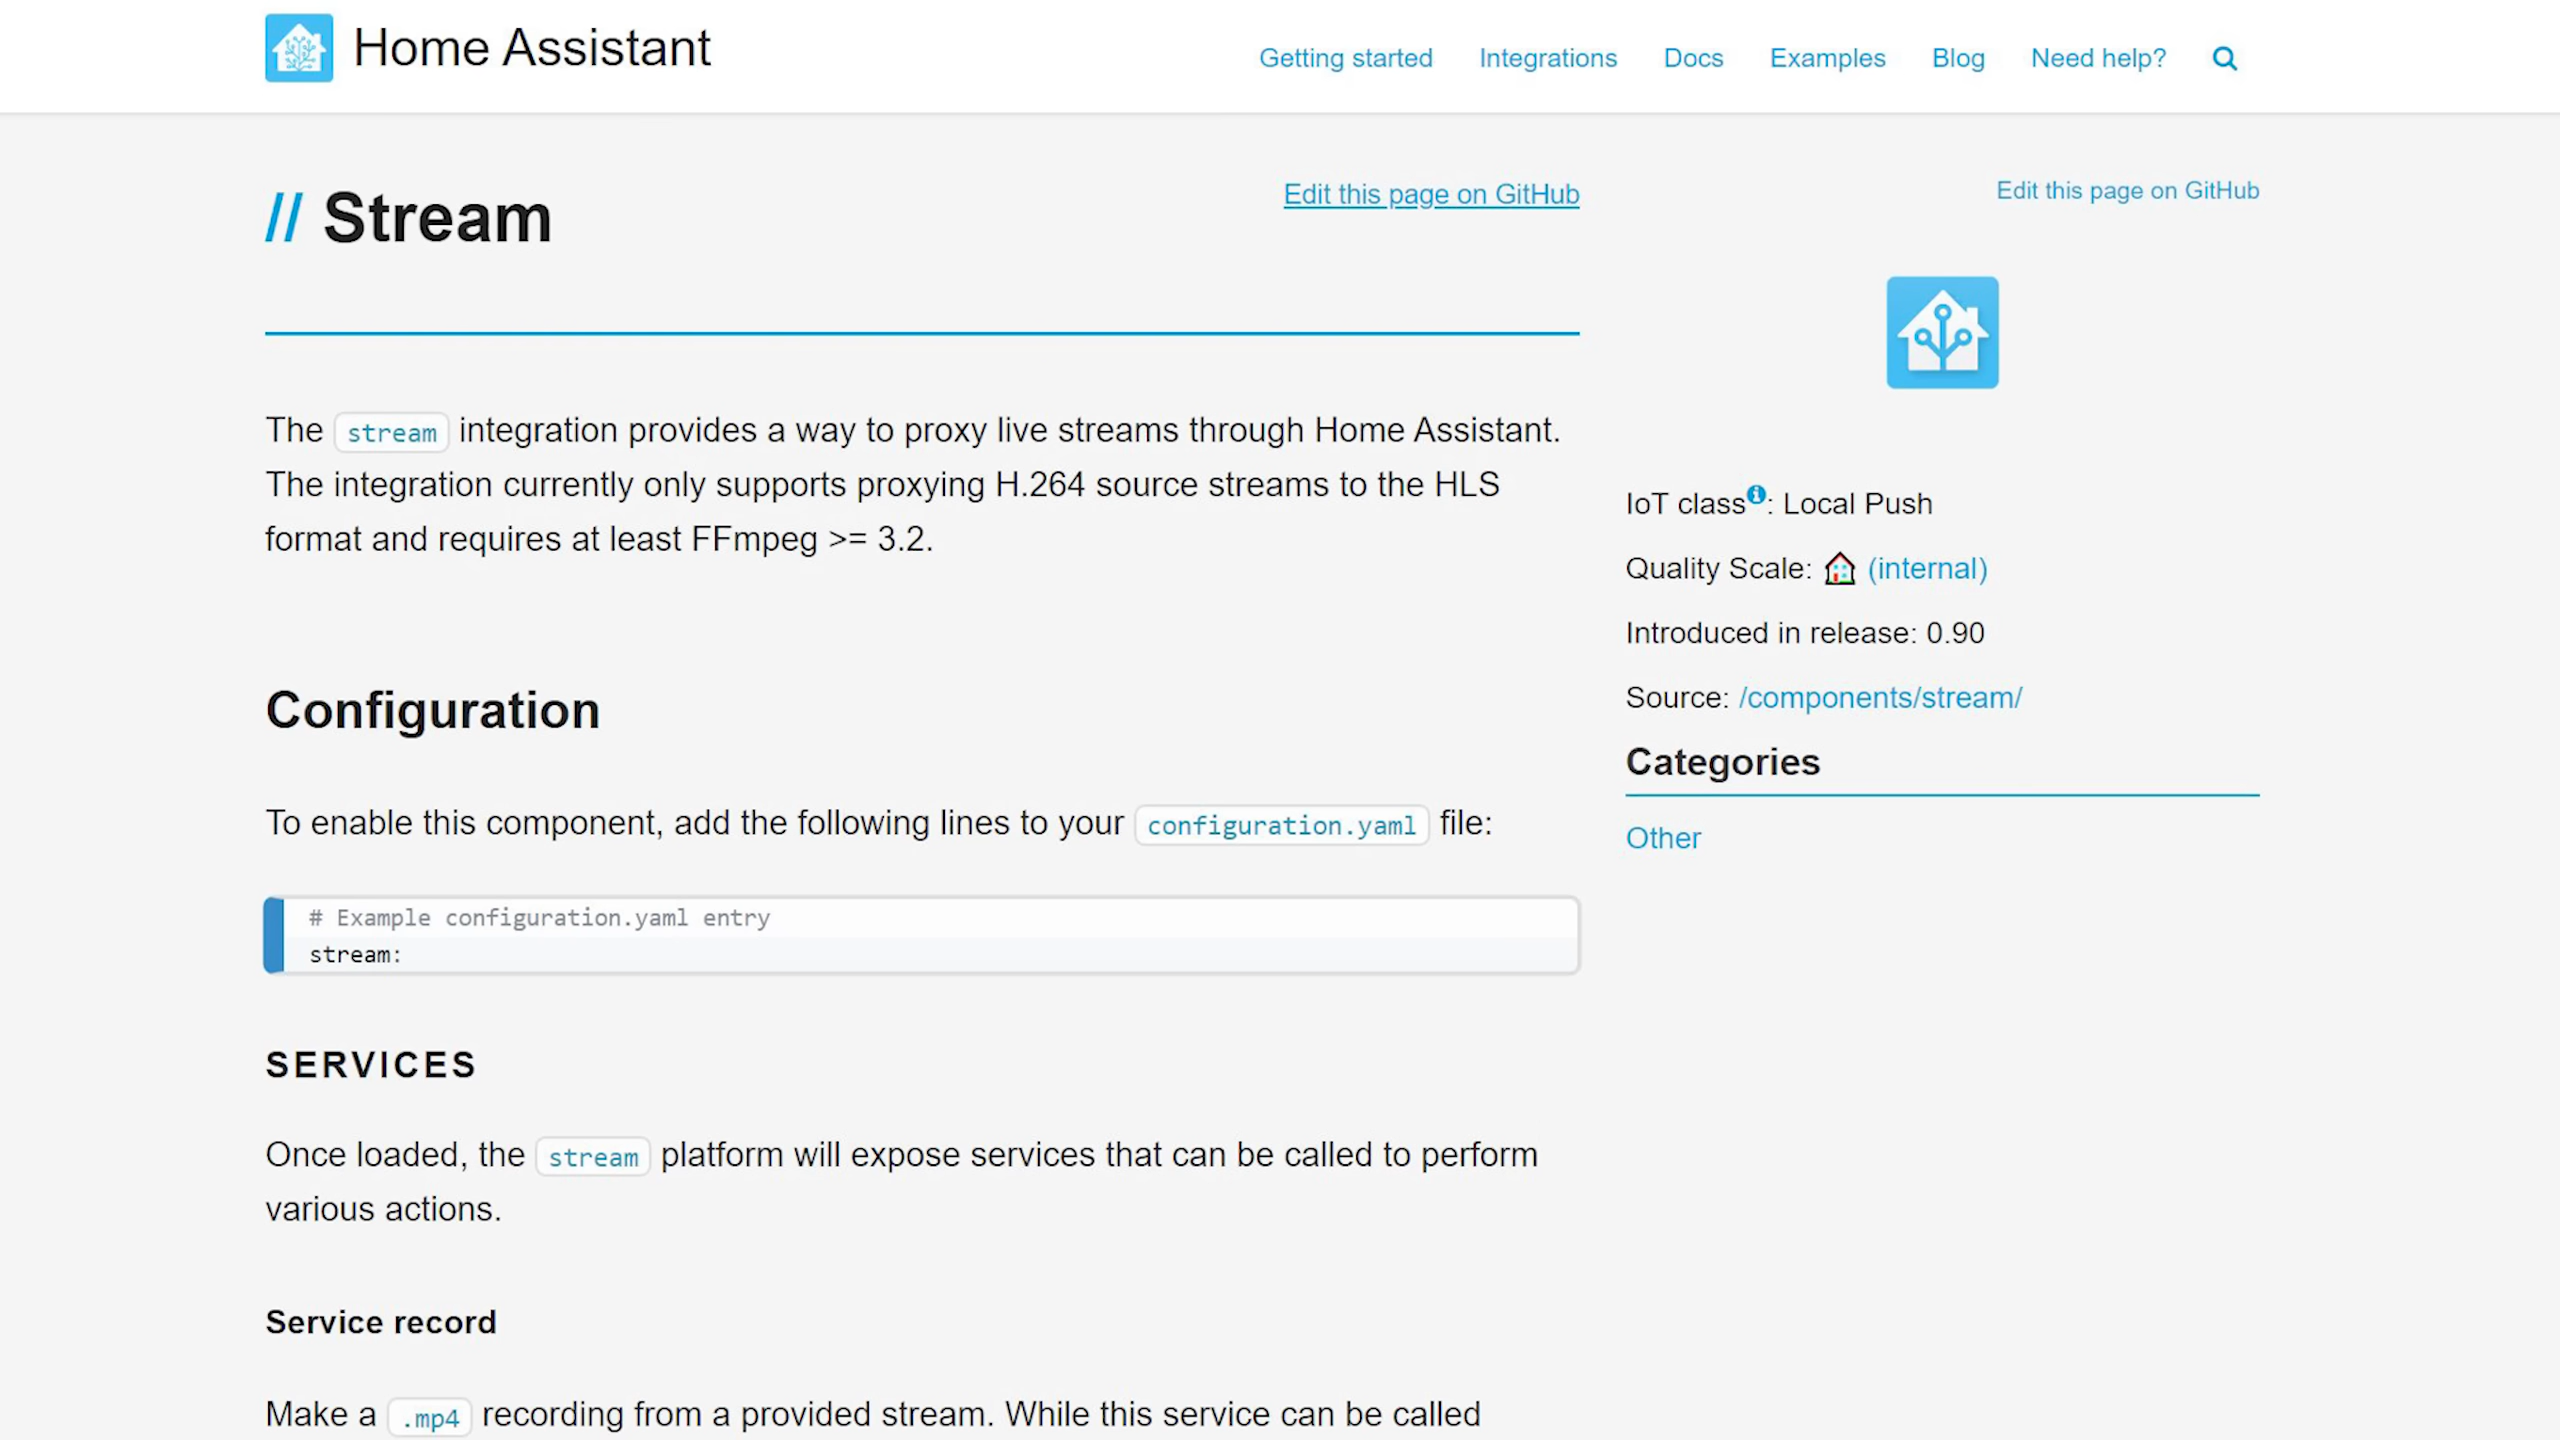 Home Assistant
Getting started Integrations Docs Examples Blog Need help?
// Stream
Edit this page on GitHub
The stream integration provides a way to proxy live streams through Home Assistant.
The integration currently only supports proxying H.264 source streams to the HLS
format and requires at least FFmpeg >= 3.2.
Configuration
To enable this component, add the following lines to your configuration.yaml file:
# Example configuration.yaml entry
stream:
SERVICES
Once loaded, the stream platform will expose services that can be called to perform
various actions.
Service record
Make a .mp4 recording from a provided stream. While this service can be called
Edit this page on GitHub
IoT classi: Local Push
Quality Scale: (internal)
Introduced in release: 0.90
Source: /components/stream/
Categories
Other